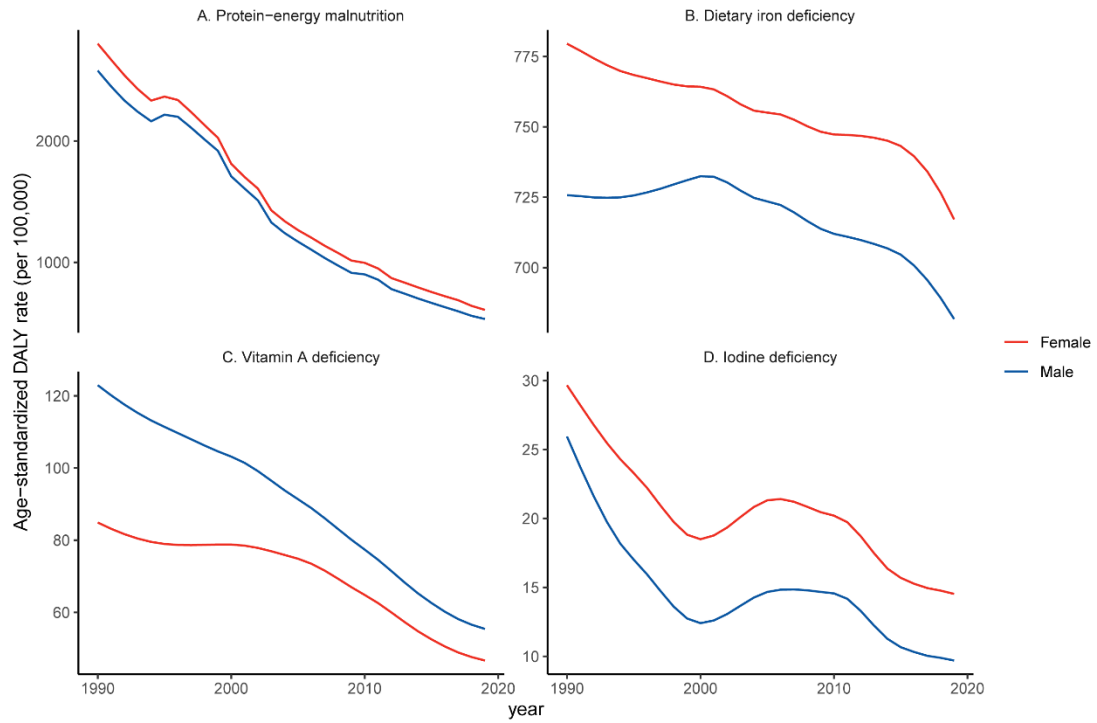 A. Protein−energy malnutrition
B. Dietary iron deficiency
2000
1000
775
750
725
700
C. Vitamin A deficiency
D. Iodine deficiency
Female
Male
120
100
80
60
30
25
20
15
10
1990
2000
2010
2020
1990
2000
2010
2020
year
Age−standardized DALY rate (per 100,000)